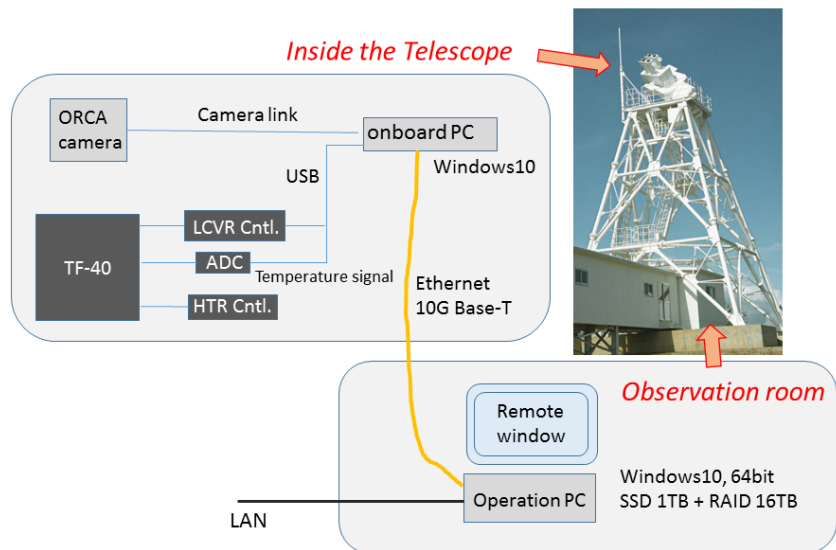 Inside the Telescope
ORCA
camera
Camera link
onboard PC
Windows10
USB
LCVR Cntl.
TF-40
ADC
Temperature signal
HTR Cntl.
Ethernet
10G Base-T
Observation room
Remote
window
Operation PC
Windows10, 64bit
SSD 1TB + RAID 16TB
LAN